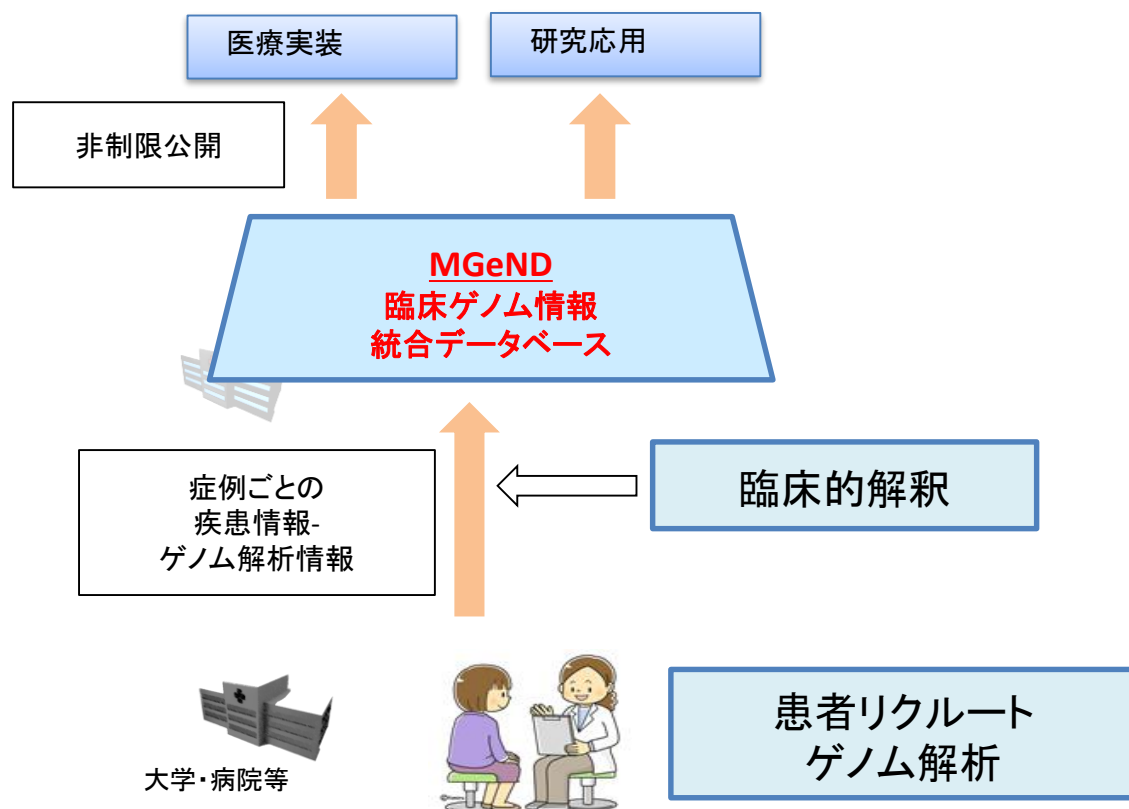 医療実装
研究応用
非制限公開
MGeND
臨床ゲノム情報
統合データベース
症例ごとの
疾患情報-
ゲノム解析情報
臨床的解釈
大学・病院等
患者リクルート
ゲノム解析